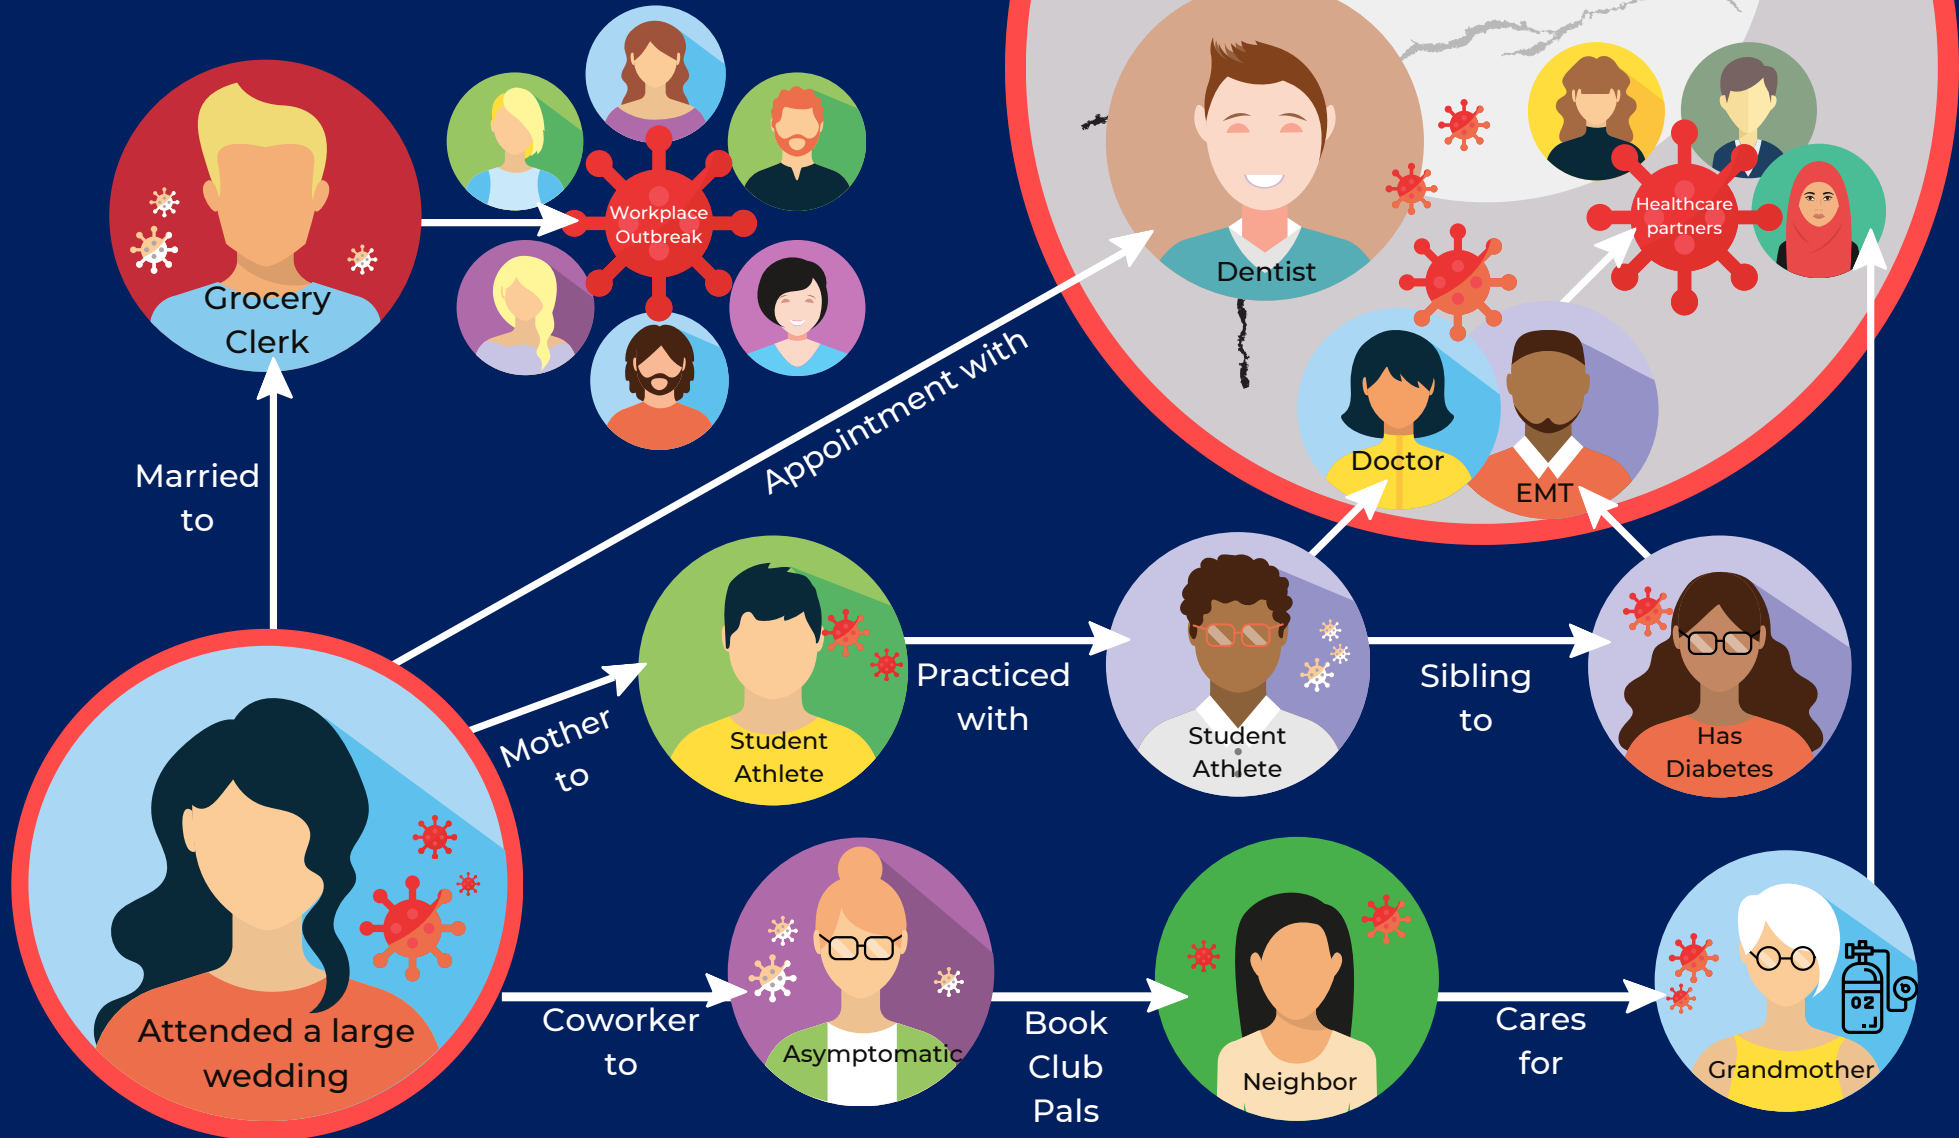 Grocery
Clerk
Workplace
Outbreak
Dentist
Healthcare
partners
Doctor
EMT
Married
to
Appointment with
Mother
to
Student
Athlete
Practiced
with
Student
Athlete
Sibling
to
Has
Diabetes
Attended a large
wedding
Coworker
to
Asymptomatic
Book
Club
Pals
Neighbor
Cares
for
Grandmother
O2